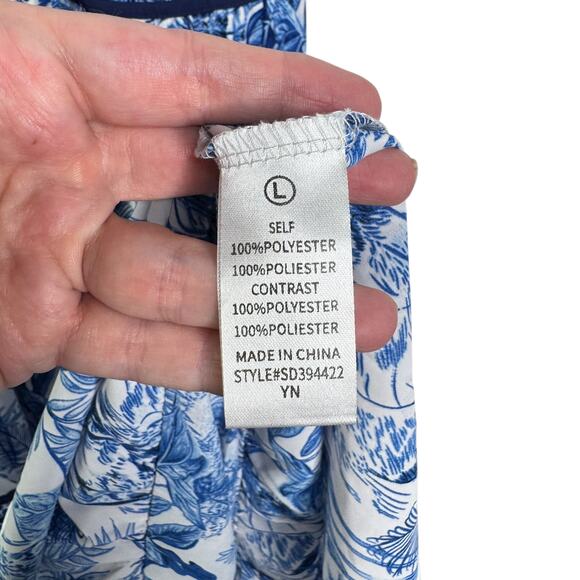 L
SELF
100%POLYESTER
100%POLIESTER
CONTRAST
100%POLYESTER
100%POLIESTER
MADE IN CHINA
STYLE#SD394422
YN